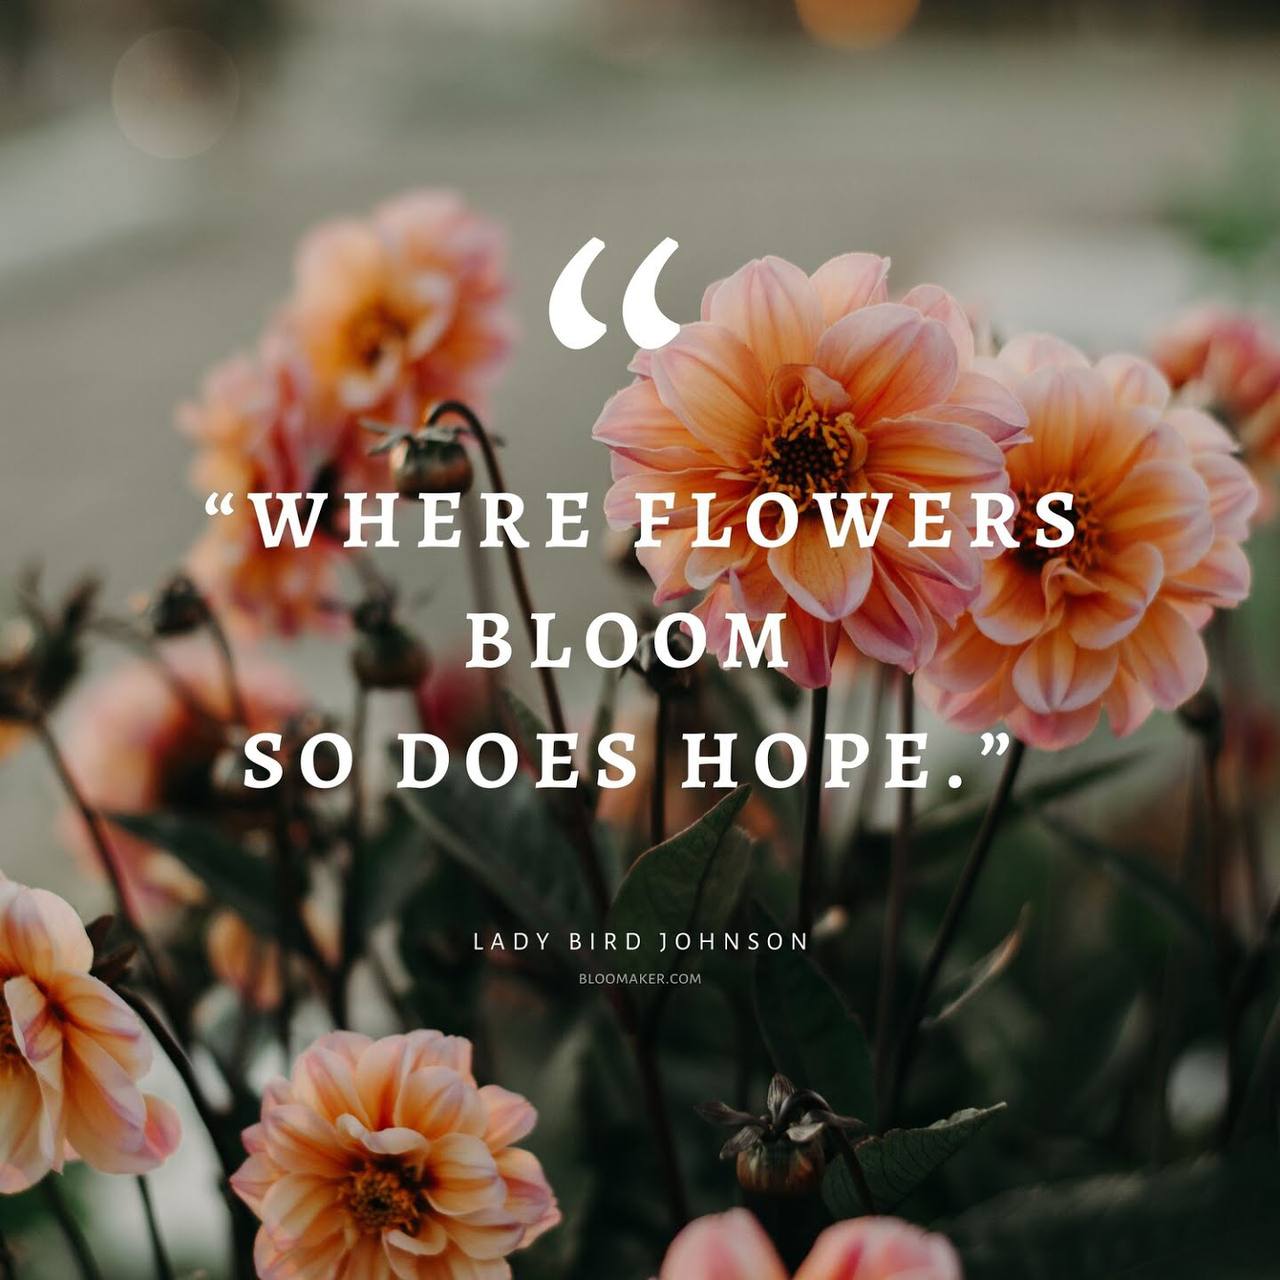 “
“WHERE FLOWERS
BLOOM
SO DOES HOPE.”
LADY BIRD JOHNSON
BLOOMAKER.COM